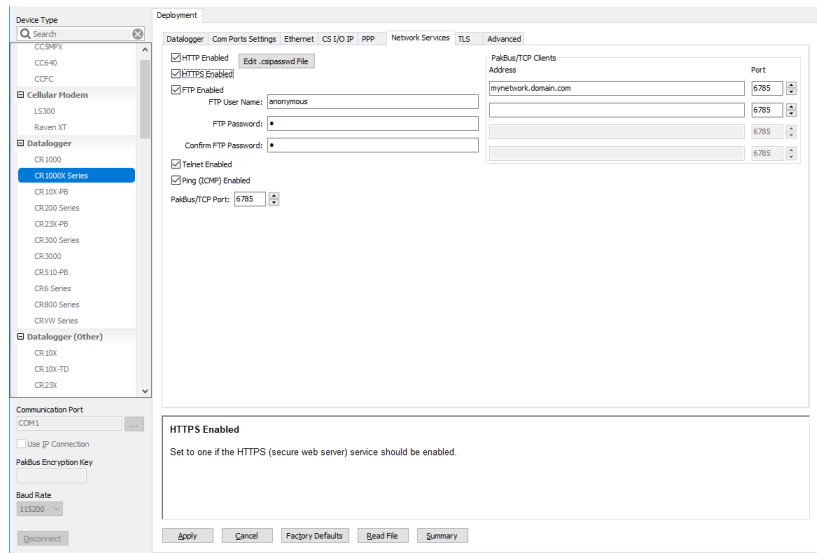 Device Type
Search
CCSMPX
CC640
CCFC
Cellular Modem
LS300
Raven XT
Datalogger
CR1000
CR1000X Series
CR10X-PB
CR200 Series
CR23X-PB
CR300 Series
CR3000
CR510-PB
CR6 Series
CR800 Series
CRVW Series
Datalogger (Other)
CR10X
CR10X-TD
CR23X
Communication Port
COM1
...
Use IP Connection
PakBus Encryption Key
Baud Rate
115200
Disconnect
Deployment
Datalogger Com Ports Settings Ethernet CS I/O IP PPP Network Services TLS Advanced
HTTP Enabled Edit .csipasswd File
HTTPS Enabled
FTP Enabled
FTP User Name: anonymous
FTP Password: •
Confirm FTP Password: •
Telnet Enabled
Ping (ICMP) Enabled
PakBus/TCP Port: 6785
PakBus/TCP Clients
Address Port
mynetwork.domain.com 6785
6785
6785
6785
HTTPS Enabled
Set to one if the HTTPS (secure web server) service should be enabled.
Apply Cancel Factory Defaults Read File Summary